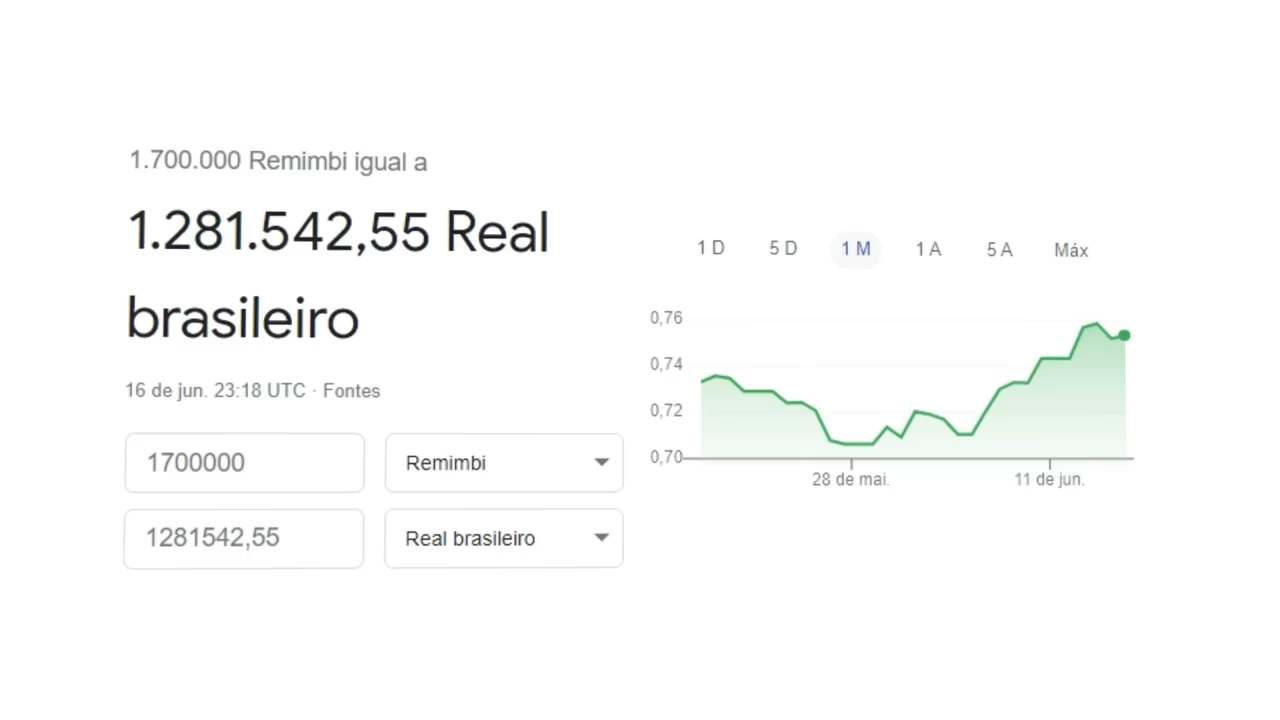 1.700.000 Remimbi igual a
1.281.542,55 Real
brasileiro
16 de jun. 23:18 UTC · Fontes
1700000
Remimbi
1281542,55
Real brasileiro
1 D 5 D 1 M 1 A 5 A Máx
0,76
0,74
0,72
0,70
28 de mai. 11 de jun.